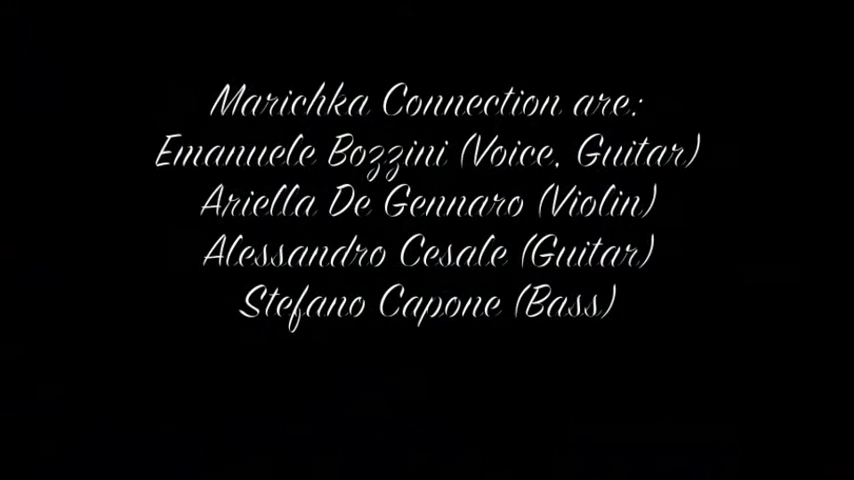 Marichka Connection are:
Emanuele Bozzini (Voice, Guitar)
Ariella De Gennaro (Violin)
Alessandro Cesale (Guitar)
Stefano Capone (Bass)